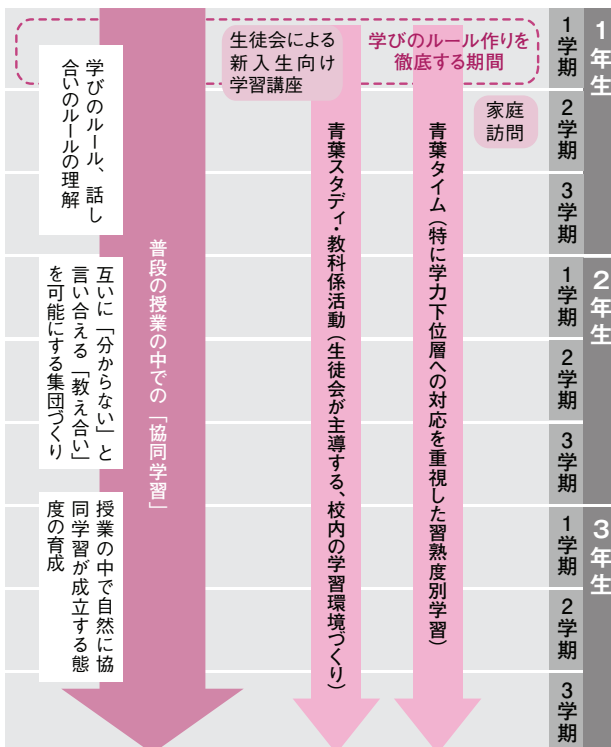 1年生
1学期
2学期
3学期
2年生
1学期
2学期
3学期
3年生
1学期
2学期
3学期
学びのルール作りを
徹底する期間
家庭
訪問
青葉タイム（特に学力下位層への対応を重視した習熟度別学習）
生徒会による
新入生向け
学習講座
青葉スタディ・教科係活動（生徒会が主導する、校内の学習環境づくり）
普段の授業の中での「協同学習」
学びのルール、話し
合いのルールの理解
互いに「分からない」と
言い合える「教え合い」
を可能にする集団づくり
授業の中で自然に協
同学習が成立する態
度の育成